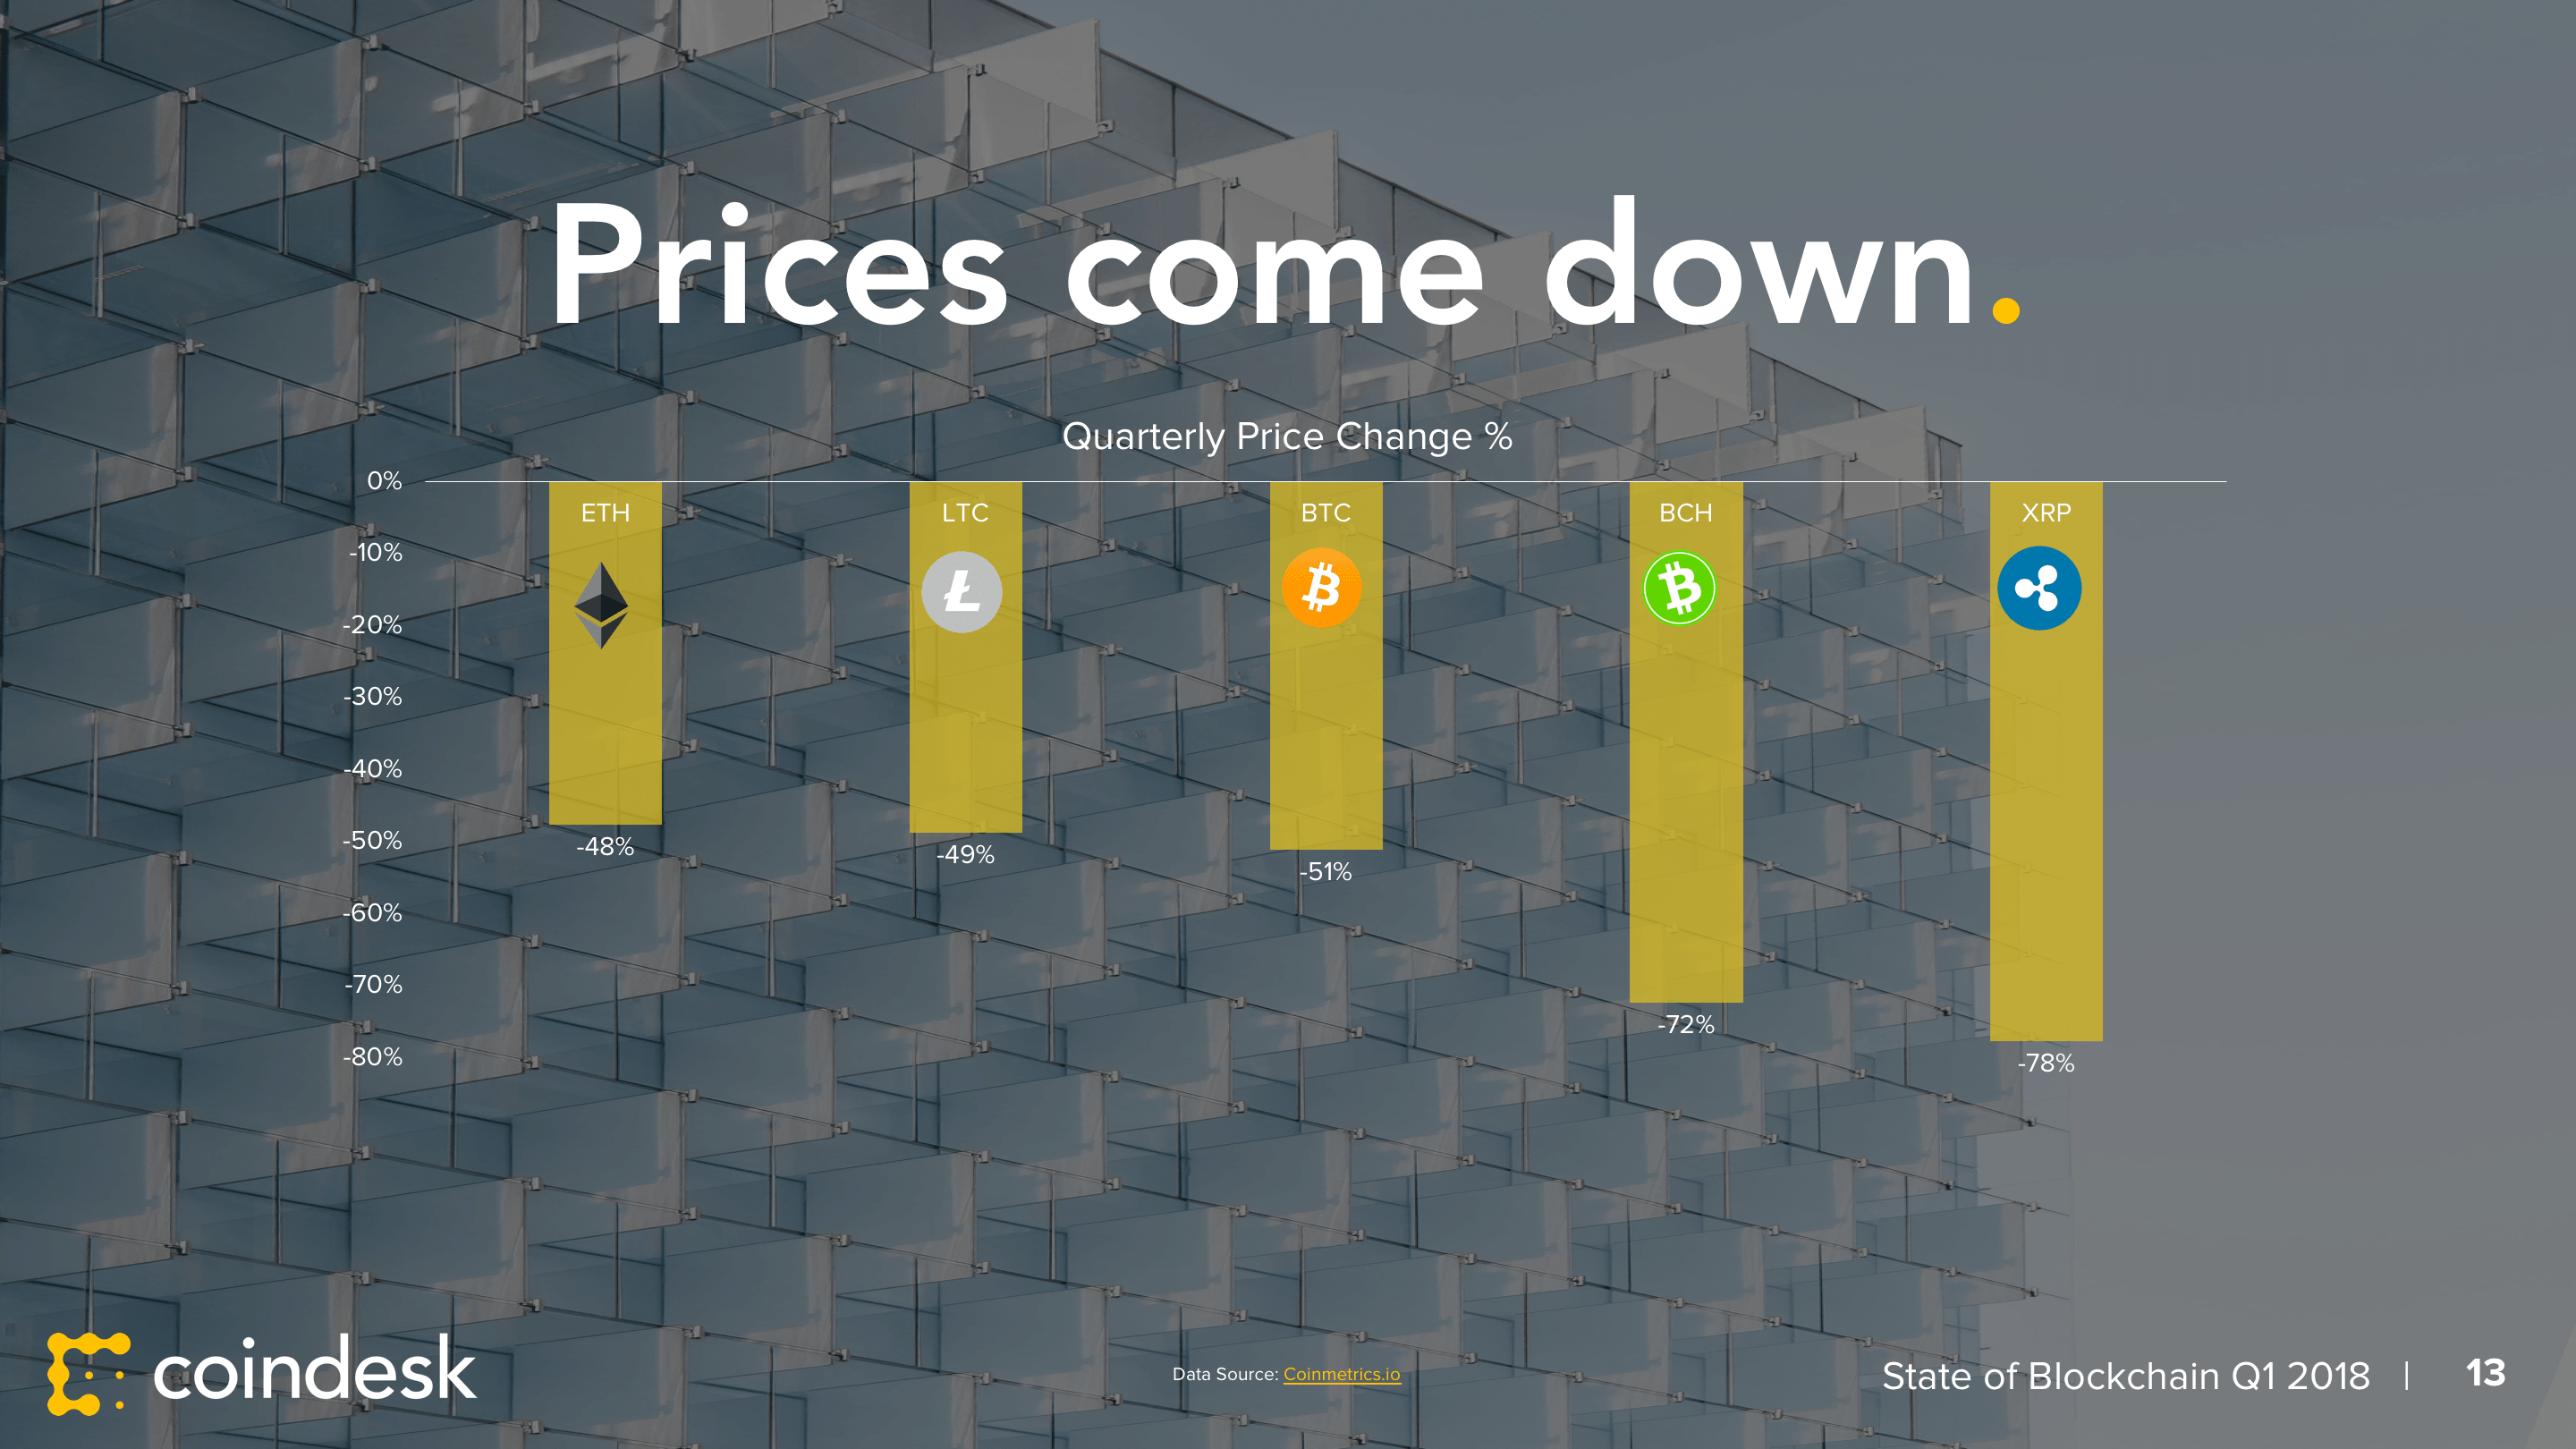 Prices come down.
Quarterly Price Change %
0%
-10%
-20%
-30%
-40%
-50%
-60%
-70%
-80%
ETH
LTC
BTC
BCH
XRP
-48%
-49%
-51%
-72%
-78%
coindesk
Data Source: Coinmetrics.io
State of Blockchain Q1 2018 | 13